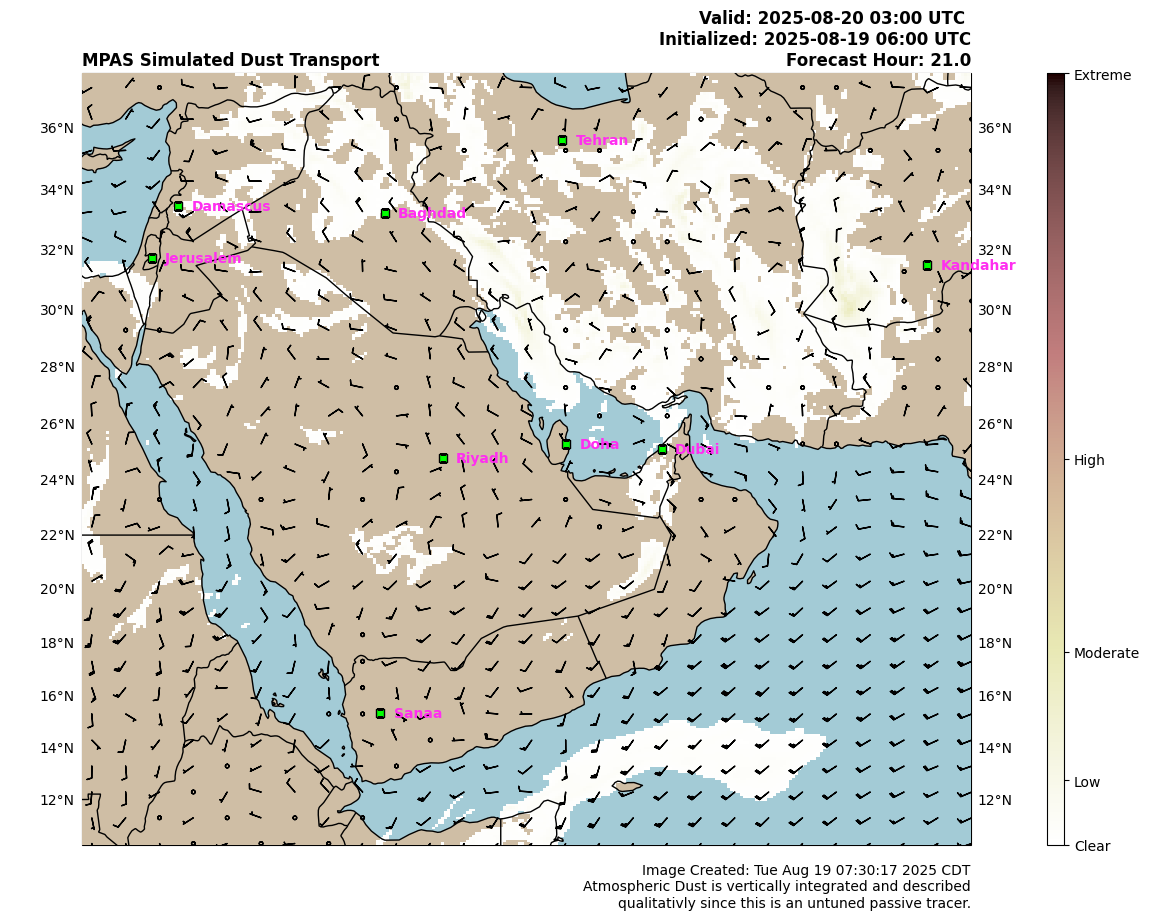 Valid: 2025-08-20 03:00 UTC
Initialized: 2025-08-19 06:00 UTC
MPAS Simulated Dust Transport Forecast Hour: 21.0
Extreme
36°N Tehran 36°N
34°N Damascus Baghdad 34°N
32°N Jerusalem 32°N Kandahar
30°N 30°N
28°N 28°N
26°N Doha Dubai 26°N
Riyadh High
24°N 24°N
22°N 22°N
20°N 20°N
18°N 18°N Moderate
16°N Sanaa 16°N
14°N 14°N
Low
12°N 12°N
Clear
Image Created: Tue Aug 19 07:30:17 2025 CDT
Atmospheric Dust is vertically integrated and described
qualitativly since this is an untuned passive tracer.